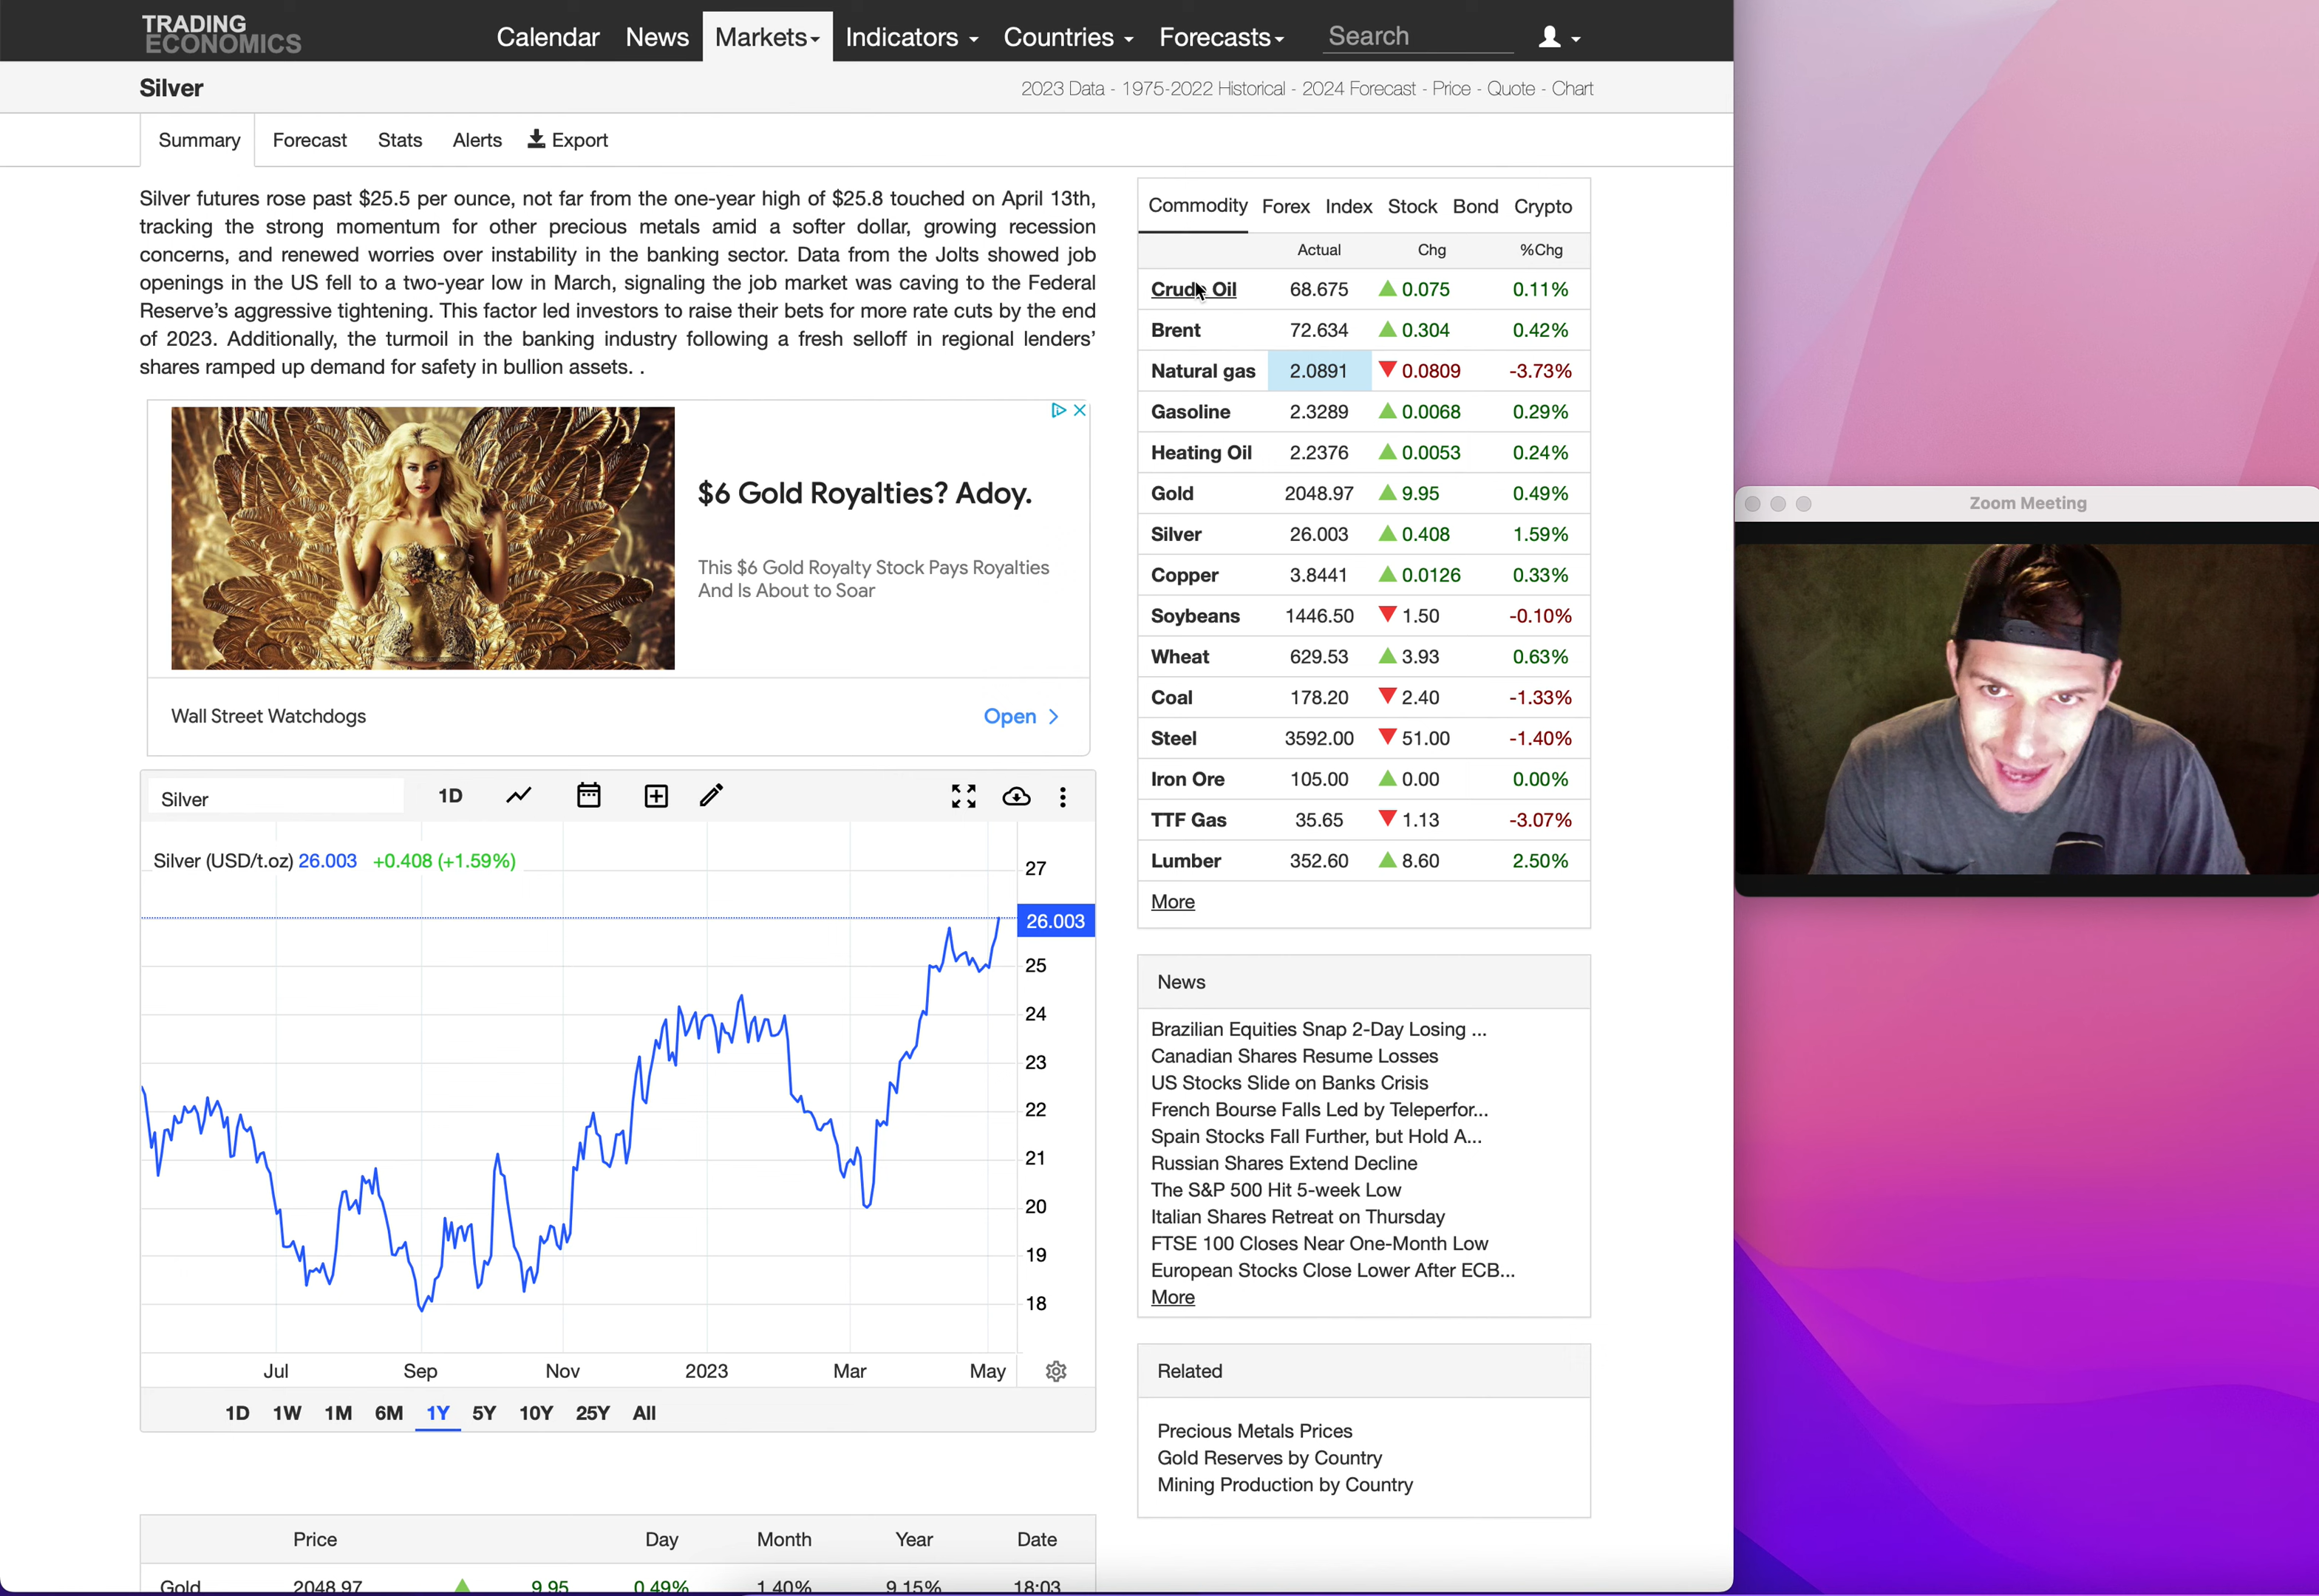 TRADING
ECONOMICS
Calendar News Markets Indicators Countries Forecasts Search
Silver
2023 Data - 1975-2022 Historical - 2024 Forecast - Price - Quote - Chart
Summary Forecast Stats Alerts Export
Silver futures rose past $25.5 per ounce, not far from the one-year high of $25.8 touched on April 13th,
tracking the strong momentum for other precious metals amid a softer dollar, growing recession
concerns, and renewed worries over instability in the banking sector. Data from the Jolts showed job
openings in the US fell to a two-year low in March, signaling the job market was caving to the Federal
Reserve’s aggressive tightening. This factor led investors to raise their bets for more rate cuts by the end
of 2023. Additionally, the turmoil in the banking industry following a fresh selloff in regional lenders’
shares ramped up demand for safety in bullion assets. .
$6 Gold Royalties? Adoy.
This $6 Gold Royalty Stock Pays Royalties
And Is About to Soar
Wall Street Watchdogs
Open
Silver 1D
Silver (USD/t.oz) 26.003 +0.408 (+1.59%)
27
26.003
25
24
23
22
21
20
19
18
Jul Sep Nov 2023 Mar May
1D 1W 1M 6M 1Y 5Y 10Y 25Y All
Price Day Month Year Date
Gold 2048.97 9.95 0.49% 1.40% 9.15% 18:03
Commodity Forex Index Stock Bond Crypto
Actual Chg %Chg
Crude Oil 68.675 0.075 0.11%
Brent 72.634 0.304 0.42%
Natural gas 2.0891 0.0809 -3.73%
Gasoline 2.3289 0.0068 0.29%
Heating Oil 2.2376 0.0053 0.24%
Gold 2048.97 9.95 0.49%
Silver 26.003 0.408 1.59%
Copper 3.8441 0.0126 0.33%
Soybeans 1446.50 1.50 -0.10%
Wheat 629.53 3.93 0.63%
Coal 178.20 2.40 -1.33%
Steel 3592.00 51.00 -1.40%
Iron Ore 105.00 0.00 0.00%
TTF Gas 35.65 1.13 -3.07%
Lumber 352.60 8.60 2.50%
More
News
Brazilian Equities Snap 2-Day Losing ...
Canadian Shares Resume Losses
US Stocks Slide on Banks Crisis
French Bourse Falls Led by Teleperfor...
Spain Stocks Fall Further, but Hold A...
Russian Shares Extend Decline
The S&P 500 Hit 5-week Low
Italian Shares Retreat on Thursday
FTSE 100 Closes Near One-Month Low
European Stocks Close Lower After ECB...
More
Related
Precious Metals Prices
Gold Reserves by Country
Mining Production by Country
Zoom Meeting